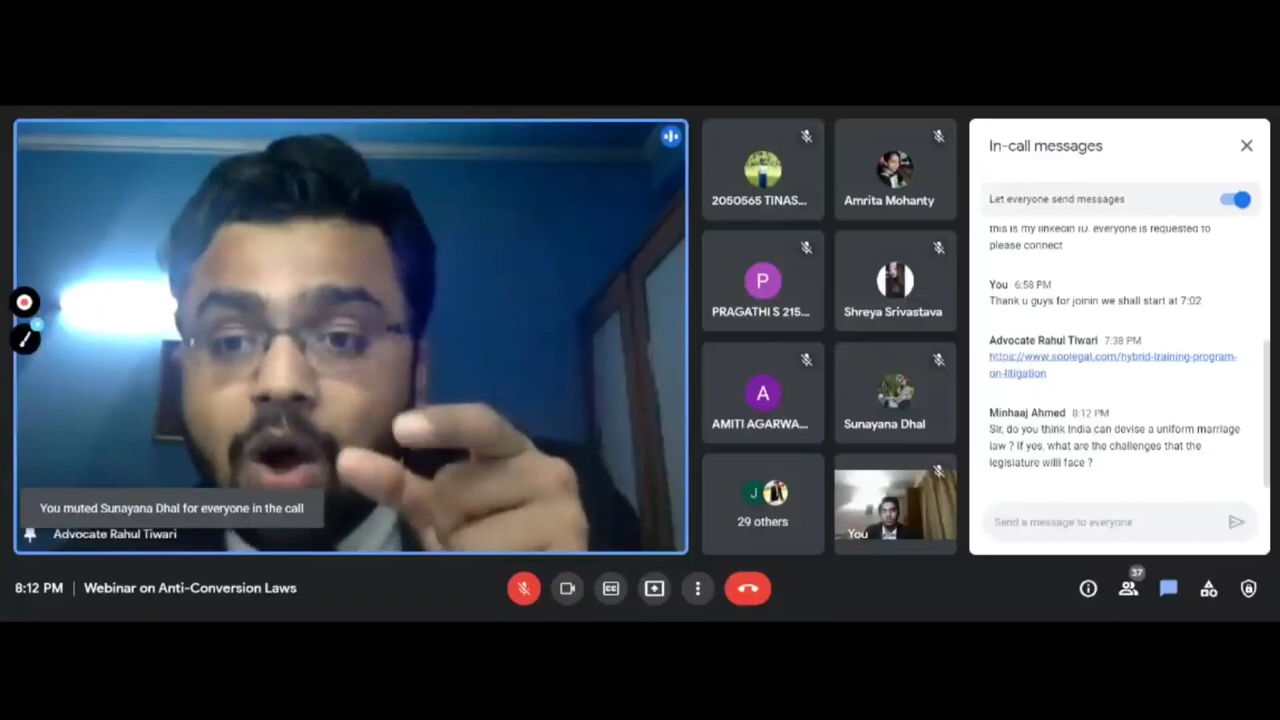 In-call messages
Let everyone send messages
this is my linkedin ID. everyone is requested to
please connect
You 6:58 PM
Thank u guys for joinin we shall start at 7:02
Advocate Rahul Tiwari 7:38 PM
https://www.soplegal.com/hybrid-training-program-
on-litigation
Minhaaj Ahmed 8:12 PM
Sir, do you think India can devise a uniform marriage
law ? If yes, what are the challenges that the
legislature willl face ?
Send a message to everyone
2050565 TINAS...
Amrita Mohanty
P
PRAGATHI S 215...
Shreya Srivastava
A
AMITI AGARWA...
Sunayana Dhal
J
29 others
You
You muted Sunayana Dhal for everyone in the call
Advocate Rahul Tiwari
8:12 PM | Webinar on Anti-Conversion Laws
CC
37